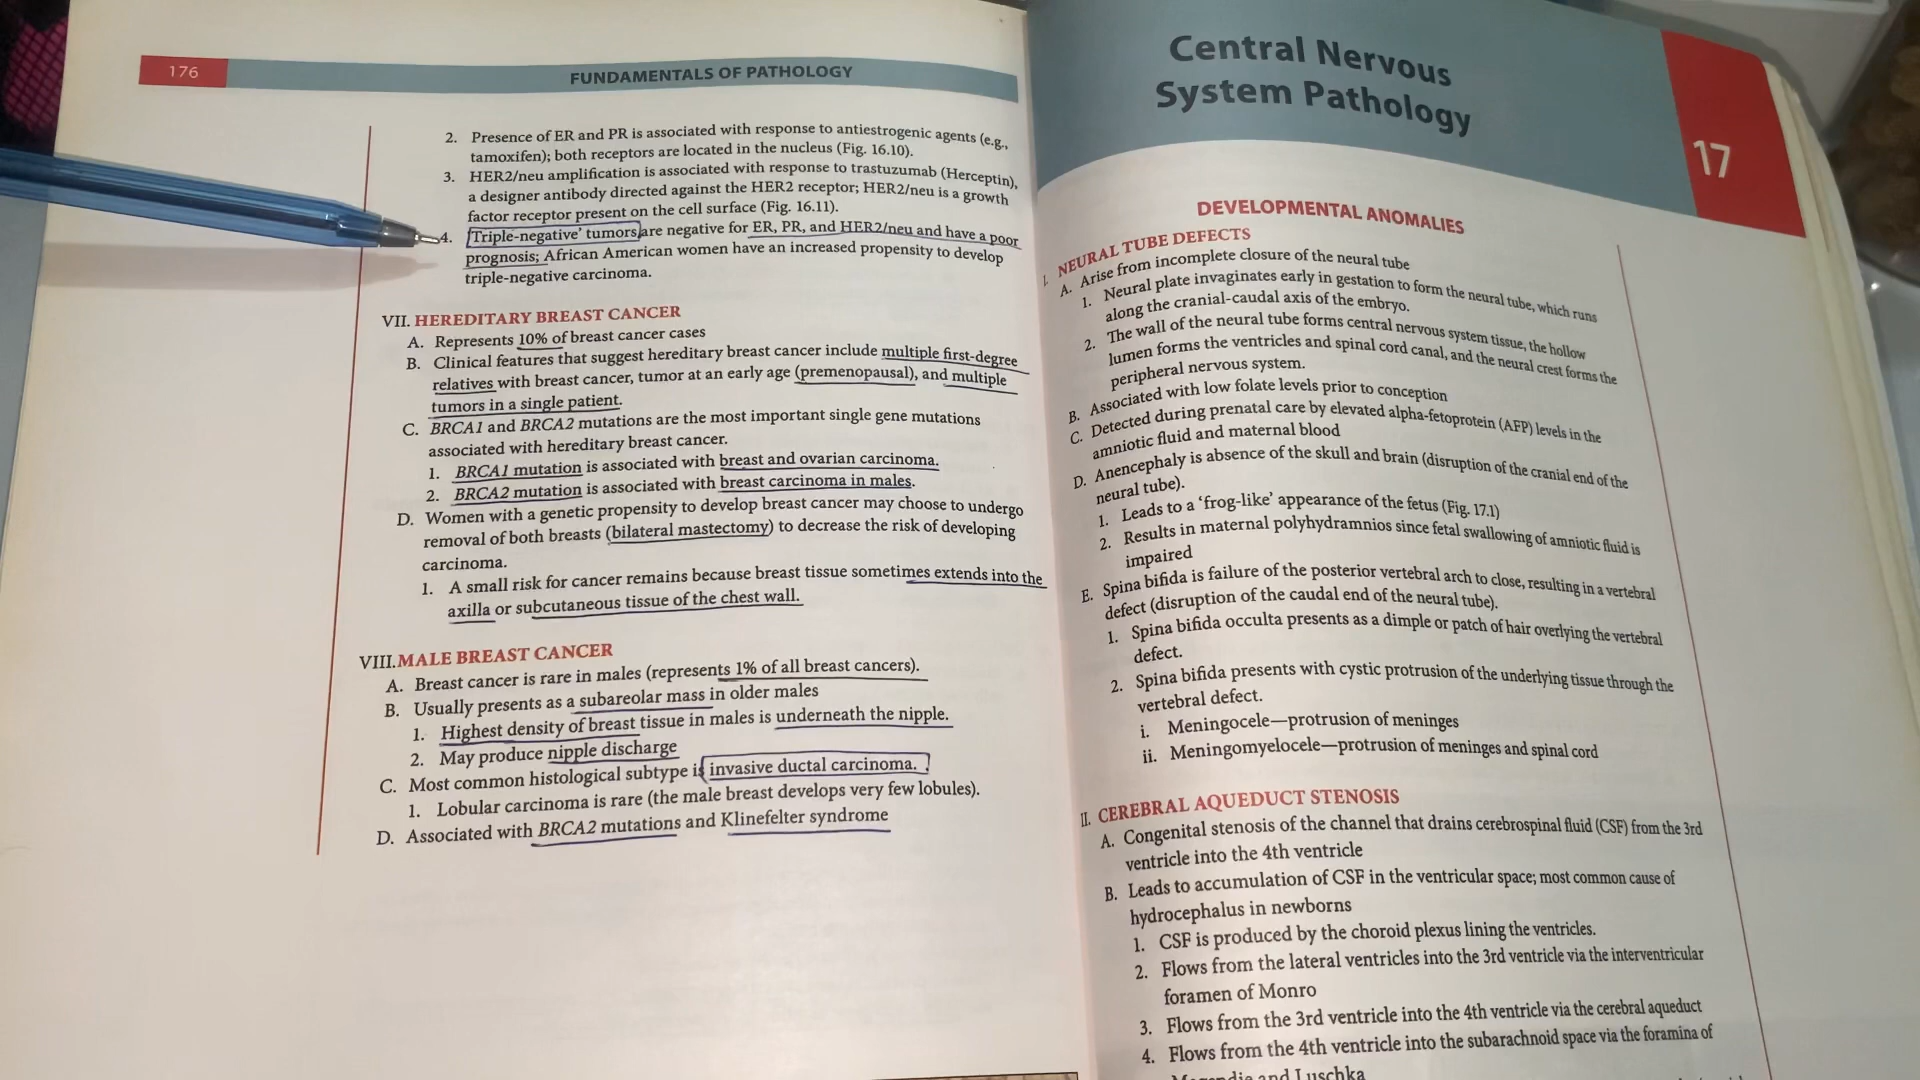 176
FUNDAMENTALS OF PATHOLOGY
2. Presence of ER and PR is associated with response to antiestrogenic agents (e.g.,
tamoxifen); both receptors are located in the nucleus (Fig. 16.10).
3. HER2/neu amplification is associated with response to trastuzumab (Herceptin),
a designer antibody directed against the HER2 receptor; HER2/neu is a growth
factor receptor present on the cell surface (Fig. 16.11).
4. 'Triple-negative' tumors are negative for ER, PR, and HER2/neu and have a poor
prognosis; African American women have an increased propensity to develop
triple-negative carcinoma.
VII. HEREDITARY BREAST CANCER
A. Represents 10% of breast cancer cases
B. Clinical features that suggest hereditary breast cancer include multiple first-degree
relatives with breast cancer, tumor at an early age (premenopausal), and multiple
tumors in a single patient.
C. BRCA1 and BRCA2 mutations are the most important single gene mutations
associated with hereditary breast cancer.
1. BRCA1 mutation is associated with breast and ovarian carcinoma.
2. BRCA2 mutation is associated with breast carcinoma in males.
D. Women with a genetic propensity to develop breast cancer may choose to undergo
removal of both breasts (bilateral mastectomy) to decrease the risk of developing
carcinoma.
1. A small risk for cancer remains because breast tissue sometimes extends into the
axilla or subcutaneous tissue of the chest wall.
VIII. MALE BREAST CANCER
A. Breast cancer is rare in males (represents 1% of all breast cancers).
B. Usually presents as a subareolar mass in older males
1. Highest density of breast tissue in males is underneath the nipple.
2. May produce nipple discharge
C. Most common histological subtype is invasive ductal carcinoma.
1. Lobular carcinoma is rare (the male breast develops very few lobules).
D. Associated with BRCA2 mutations and Klinefelter syndrome
Central Nervous
System Pathology
17
DEVELOPMENTAL ANOMALIES
I. NEURAL TUBE DEFECTS
A. Arise from incomplete closure of the neural tube
1. Neural plate invaginates early in gestation to form the neural tube, which runs
along the cranial-caudal axis of the embryo.
2. The wall of the neural tube forms central nervous system tissue, the hollow
lumen forms the ventricles and spinal cord canal, and the neural crest forms the
peripheral nervous system.
B. Associated with low folate levels prior to conception
C. Detected during prenatal care by elevated alpha-fetoprotein (AFP) levels in the
amniotic fluid and maternal blood
D. Anencephaly is absence of the skull and brain (disruption of the cranial end of the
neural tube).
1. Leads to a 'frog-like' appearance of the fetus (Fig. 17.1)
2. Results in maternal polyhydramnios since fetal swallowing of amniotic fluid is
impaired
E. Spina bifida is failure of the posterior vertebral arch to close, resulting in a vertebral
defect (disruption of the caudal end of the neural tube).
1. Spina bifida occulta presents as a dimple or patch of hair overlying the vertebral
defect.
2. Spina bifida presents with cystic protrusion of the underlying tissue through the
vertebral defect.
i. Meningocele—protrusion of meninges
ii. Meningomyelocele—protrusion of meninges and spinal cord
II. CEREBRAL AQUEDUCT STENOSIS
A. Congenital stenosis of the channel that drains cerebrospinal fluid (CSF) from the 3rd
ventricle into the 4th ventricle
B. Leads to accumulation of CSF in the ventricular space; most common cause of
hydrocephalus in newborns
1. CSF is produced by the choroid plexus lining the ventricles.
2. Flows from the lateral ventricles into the 3rd ventricle via the interventricular
foramen of Monro
3. Flows from the 3rd ventricle into the 4th ventricle via the cerebral aqueduct
4. Flows from the 4th ventricle into the subarachnoid space via the foramina of
Magendie and Luschka